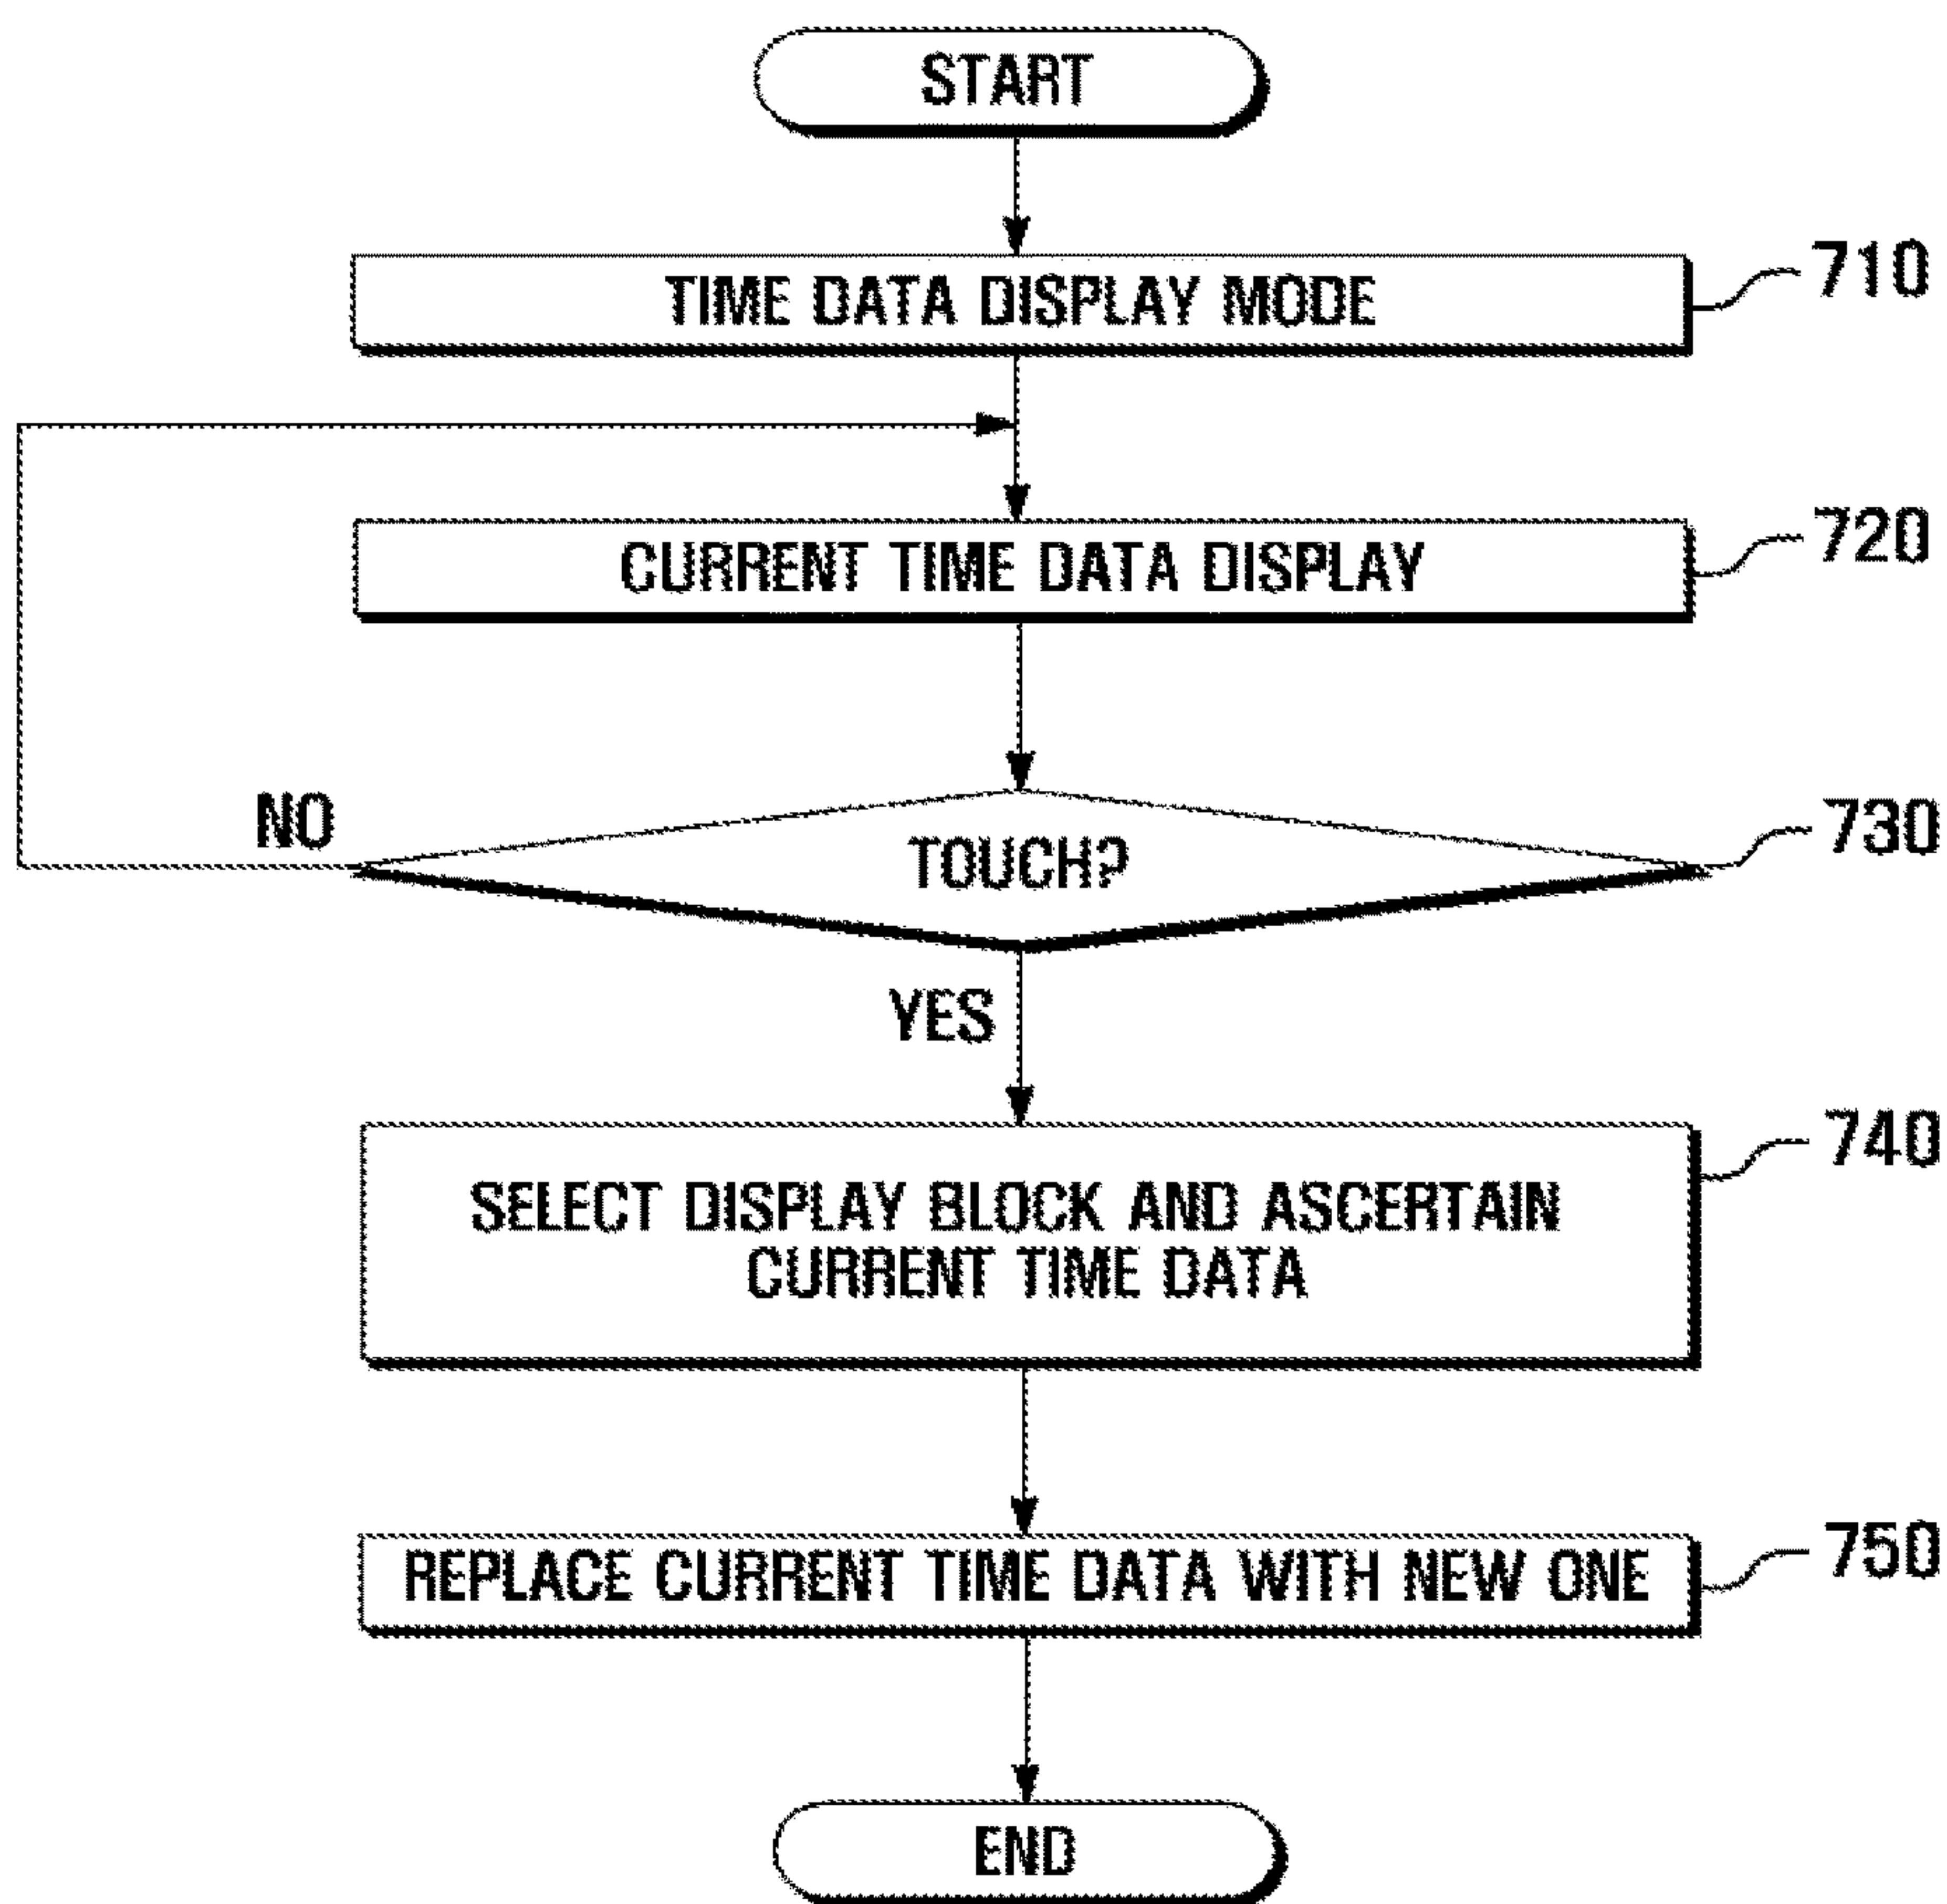 START
TIME DATA DISPLAY MODE
710
CURRENT TIME DATA DISPLAY
720
NO
TOUCH?
730
YES
SELECT DISPLAY BLOCK AND ASCERTAIN
CURRENT TIME DATA
740
REPLACE CURRENT TIME DATA WITH NEW ONE
750
END